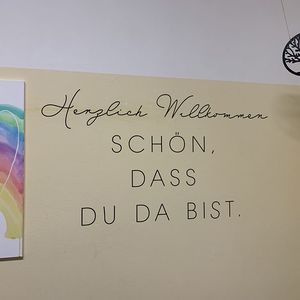 Herzlich Willkommen
SCHÖN,
DASS
DU DA BIST.